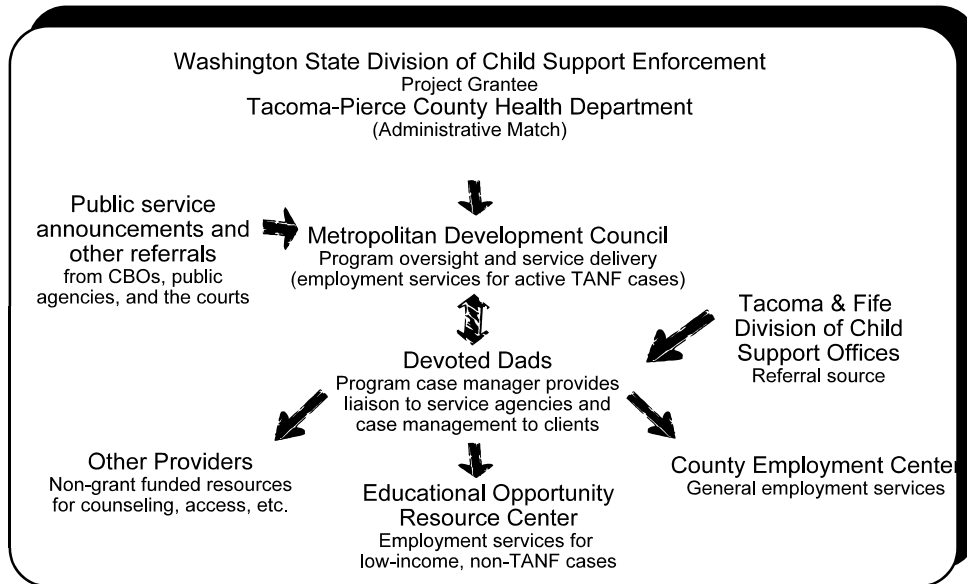 Washington State Division of Child Support Enforcement
Project Grantee
Tacoma-Pierce County Health Department
(Administrative Match)
Public service
announcements and
other referrals
from CBOs, public
agencies, and the courts
Metropolitan Development Council
Program oversight and service delivery
(employment services for active TANF cases)
Tacoma & Fife
Division of Child
Support Offices
Referral source
Devoted Dads
Program case manager provides
liaison to service agencies and
case management to clients
Other Providers
Non-grant funded resources
for counseling, access, etc.
Educational Opportunity
Resource Center
Employment services for
low-income, non-TANF cases
County Employment Center
General employment services